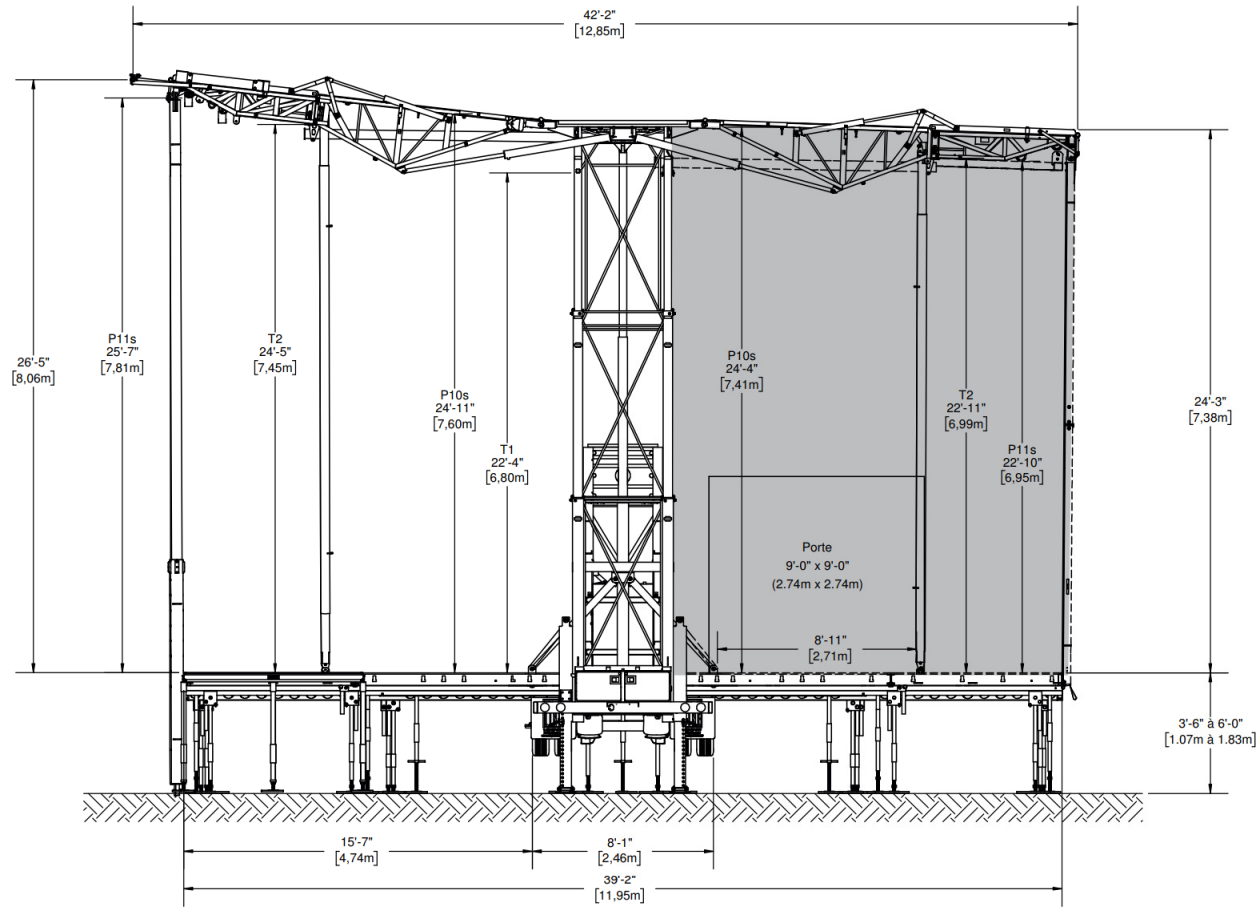 42'-2"
[12,85m]
26'-5"
[8,06m]
P11s
25'-7"
[7,81m]
T2
24'-5"
[7,45m]
P10s
24'-11"
[7,60m]
T1
22'-4"
[6,80m]
P10s
24'-4"
[7,41m]
T2
22'-11"
[6,99m]
P11s
22'-10"
[6,95m]
24'-3"
[7,38m]
Porte
9'-0" x 9'-0"
(2.74m x 2.74m)
8'-11"
[2,71m]
3'-6" à 6'-0"
[1.07m à 1.83m]
15'-7"
[4,74m]
8'-1"
[2,46m]
39'-2"
[11,95m]